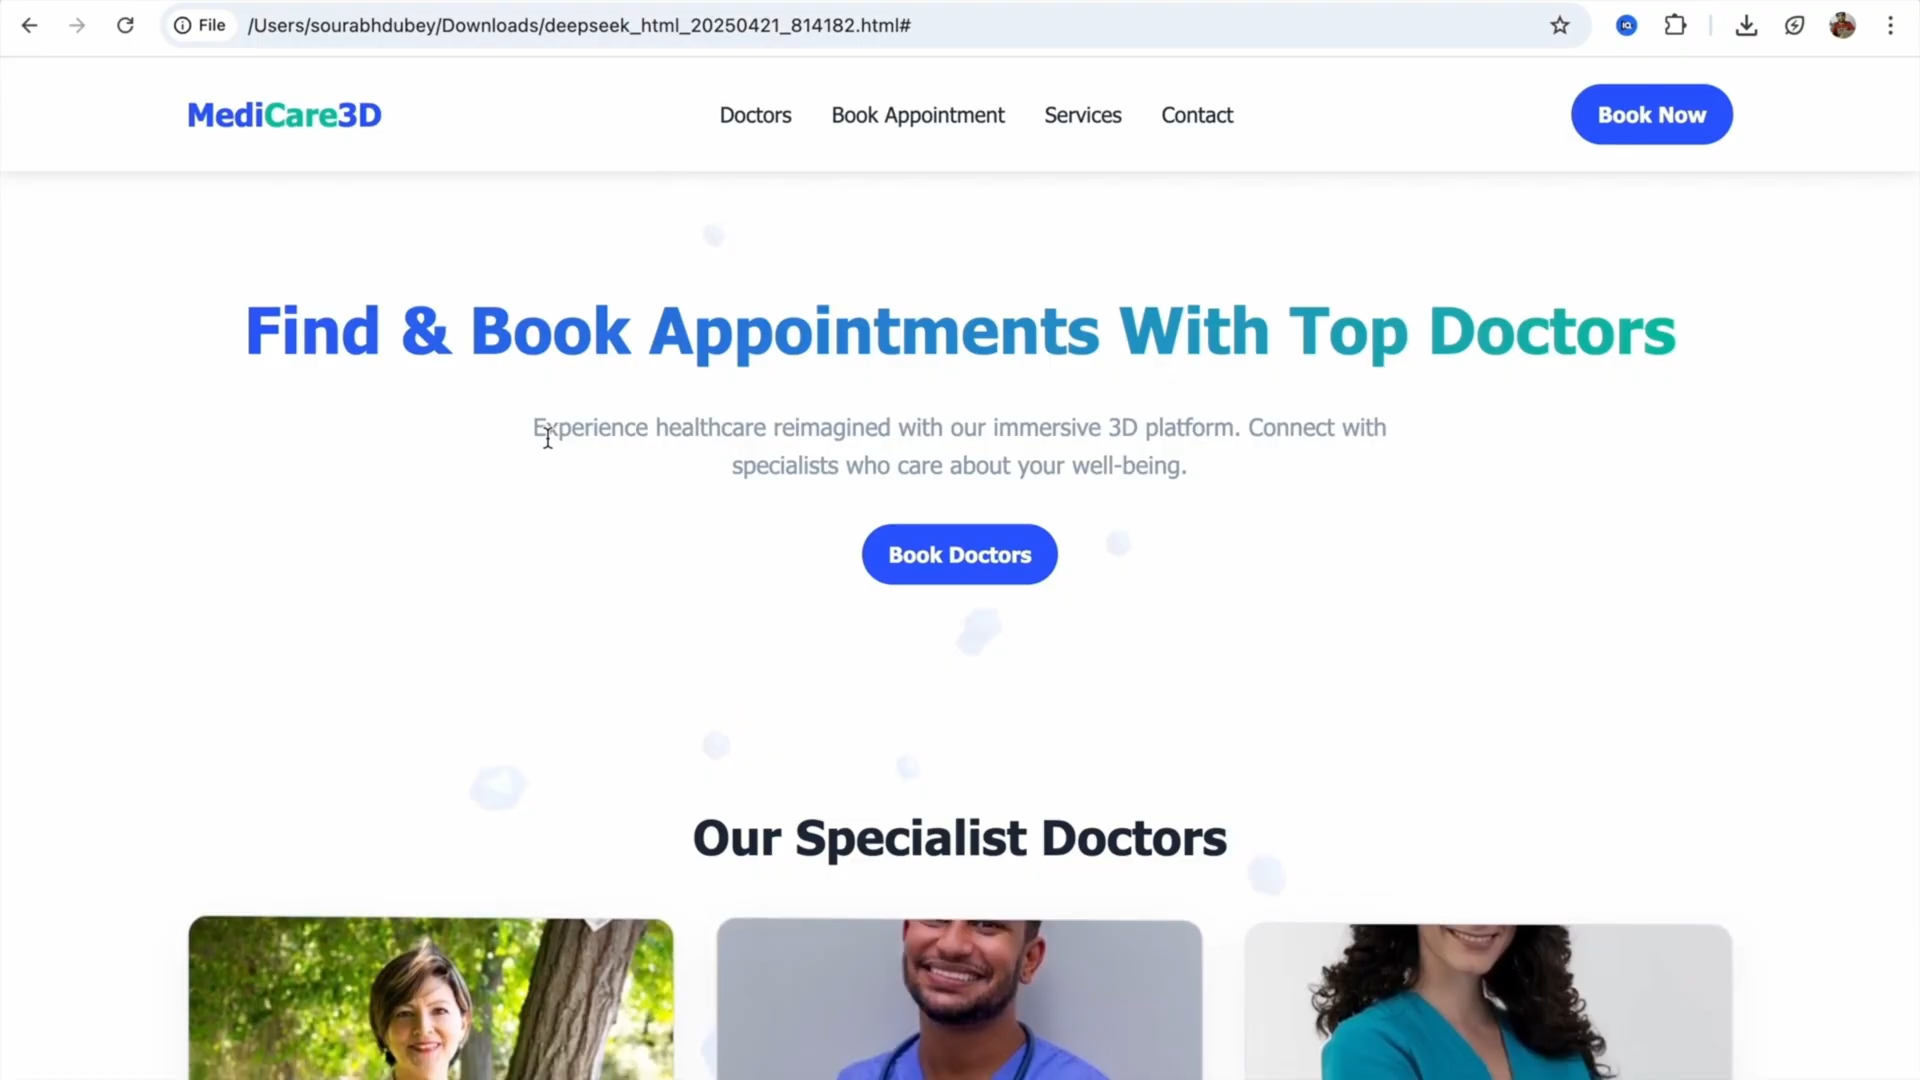 File /Users/sourabhdubey/Downloads/deepseek_html_20250421_814182.html#
MediCare3D
Doctors Book Appointment Services Contact
Book Now
Find & Book Appointments With Top Doctors
Experience healthcare reimagined with our immersive 3D platform. Connect with
specialists who care about your well-being.
Book Doctors
Our Specialist Doctors